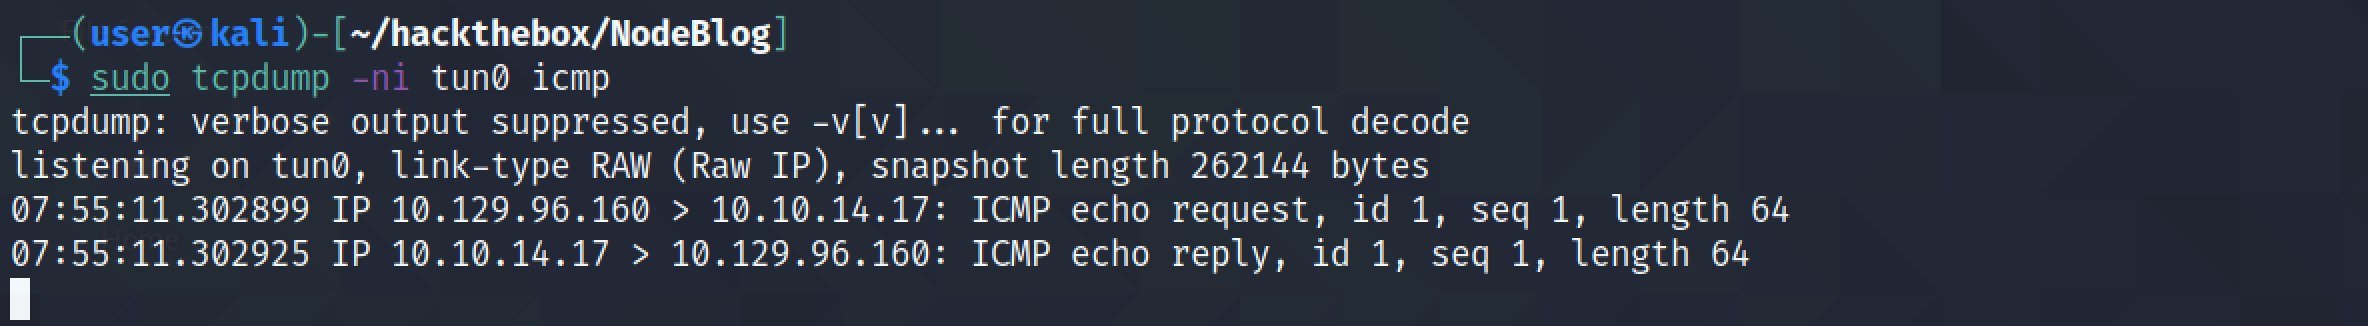 ┌──(user㉿kali)-[~/hackthebox/NodeBlog]
└─$ sudo tcpdump -ni tun0 icmp
tcpdump: verbose output suppressed, use -v[v]... for full protocol decode
listening on tun0, link-type RAW (Raw IP), snapshot length 262144 bytes
07:55:11.302899 IP 10.129.96.160 > 10.10.14.17: ICMP echo request, id 1, seq 1, length 64
07:55:11.302925 IP 10.10.14.17 > 10.129.96.160: ICMP echo reply, id 1, seq 1, length 64